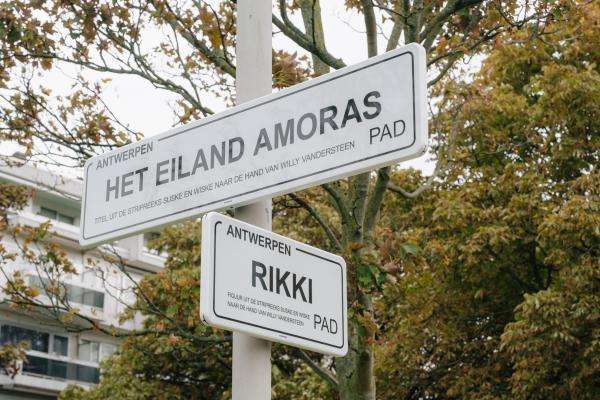 ANTWERPEN
HET EILAND AMORAS
TITEL UIT DE STRIPREEKS SUSKE EN WISKE NAAR DE HAND VAN WILLY VANDERSTEEN
PAD
ANTWERPEN
RIKKI
FIGUUR UIT DE STRIPREEKS SUSKE EN WISKE
NAAR DE HAND VAN WILLY VANDERSTEEN
PAD